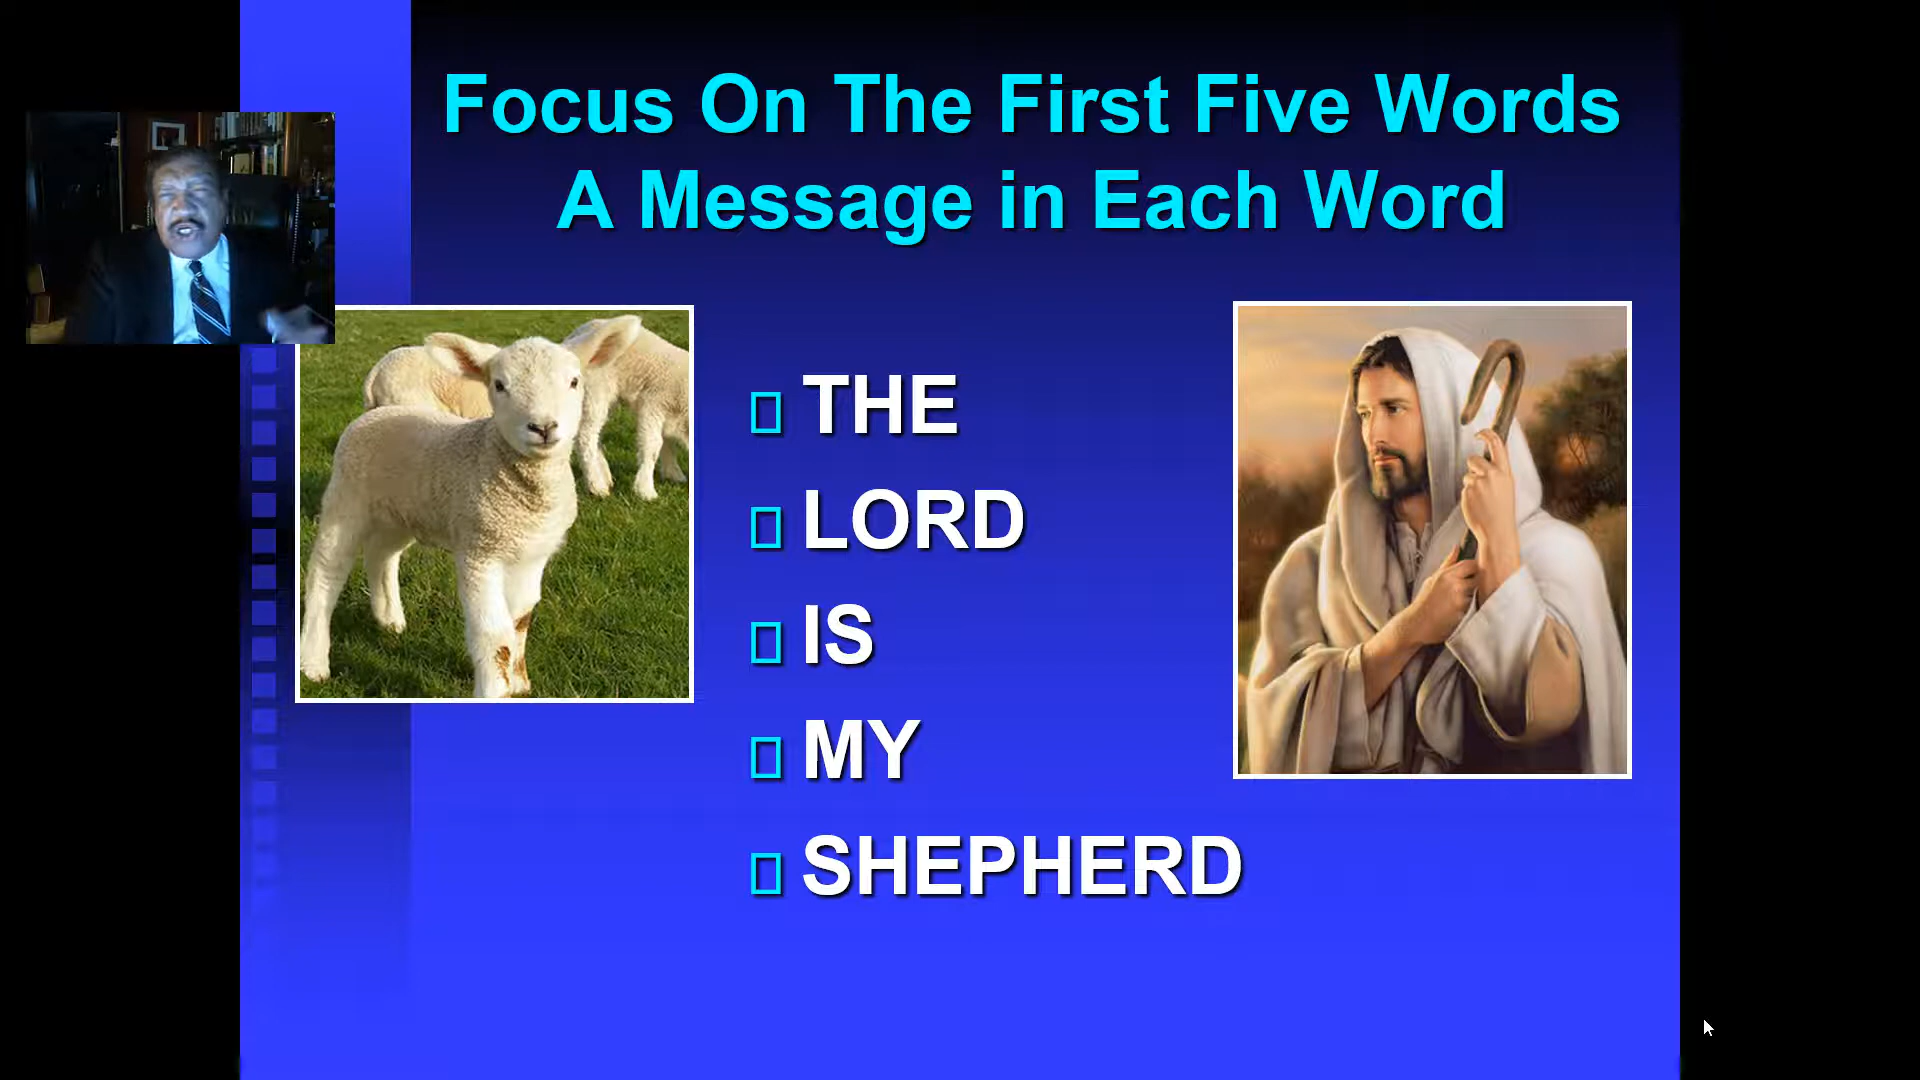 Focus On The First Five Words
A Message in Each Word
THE
LORD
IS
MY
SHEPHERD